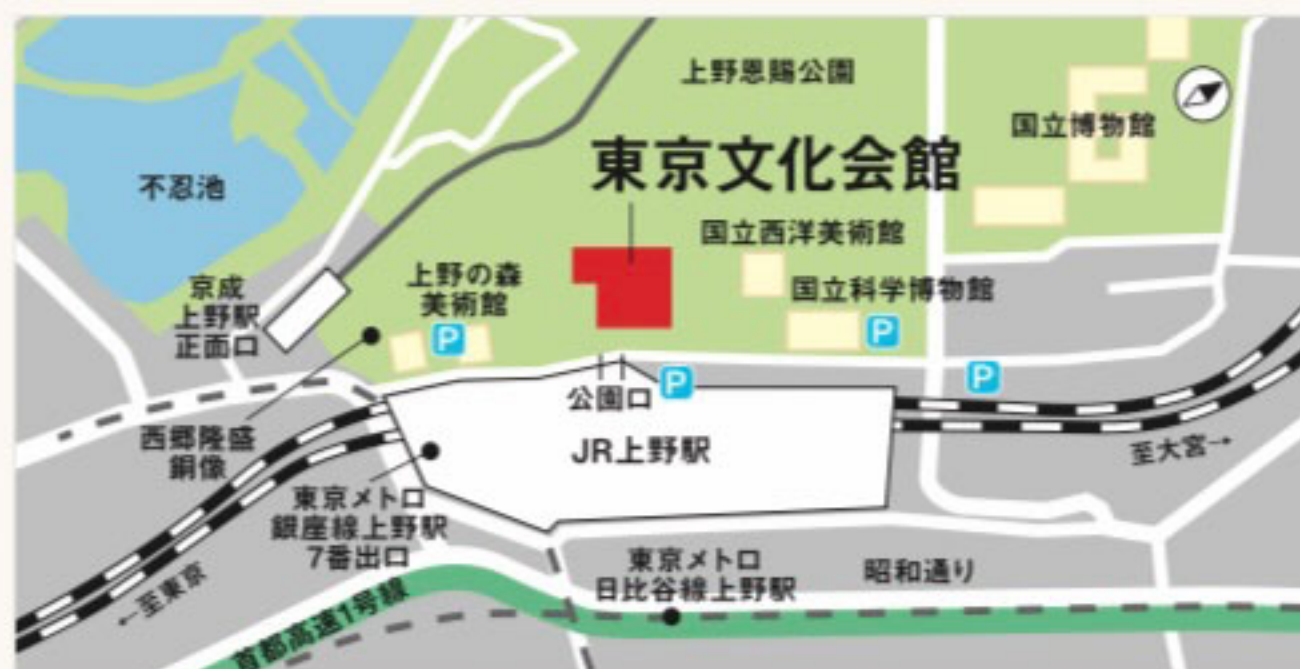 上野恩賜公園
国立博物館
東京文化会館
不忍池
国立西洋美術館
上野の森
美術館
国立科学博物館
京成
上野駅
正面口
P
P
P
P
公園口
西郷隆盛
銅像
JR上野駅
至大宮→
東京メトロ
銀座線上野駅
7番出口
東京メトロ
日比谷線上野駅
昭和通り
←至東京
首都高速1号線